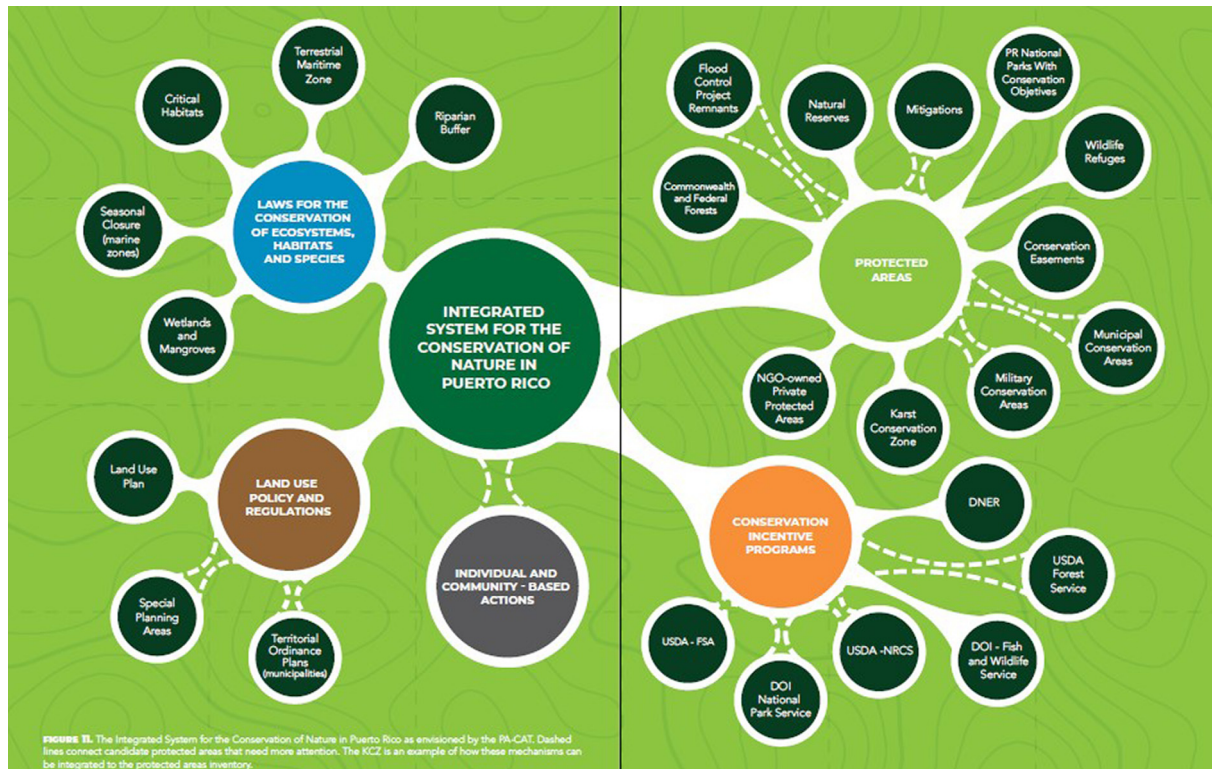 Terrestrial
Maritime
Zone
Critical
Habitats
Riparian
Buffer
Seasonal
Closure
(marine
zones)
Wetlands
and
Mangroves
LAWS FOR THE
CONSERVATION
OF ECOSYSTEMS,
HABITATS
AND SPECIES
INTEGRATED
SYSTEM FOR THE
CONSERVATION OF
NATURE IN
PUERTO RICO
Land Use
Plan
LAND USE
POLICY AND
REGULATIONS
Special
Planning
Areas
Territorial
Ordinance
Plans
(municipalities)
INDIVIDUAL AND
COMMUNITY - BASED
ACTIONS
Flood
Control
Project
Remnants
Natural
Reserves
Mitigations
PR National
Parks With
Conservation
Objetives
Wildlife
Refuges
Commonwealth
and Federal
Forests
PROTECTED
AREAS
Conservation
Easements
Municipal
Conservation
Areas
Military
Conservation
Areas
Karst
Conservation
Zone
NGO-owned
Private
Protected
Areas
CONSERVATION
INCENTIVE
PROGRAMS
DNER
USDA
Forest
Service
DOI - Fish
and Wildlife
Service
USDA -NRCS
DOI
National
Park Service
USDA - FSA
FIGURE 11. The Integrated System for the Conservation of Nature in Puerto Rico as envisioned by the PA-CAT. Dashed
lines connect candidate protected areas that need more attention. The KCZ is an example of how these mechanisms can
be integrated to the protected areas inventory.